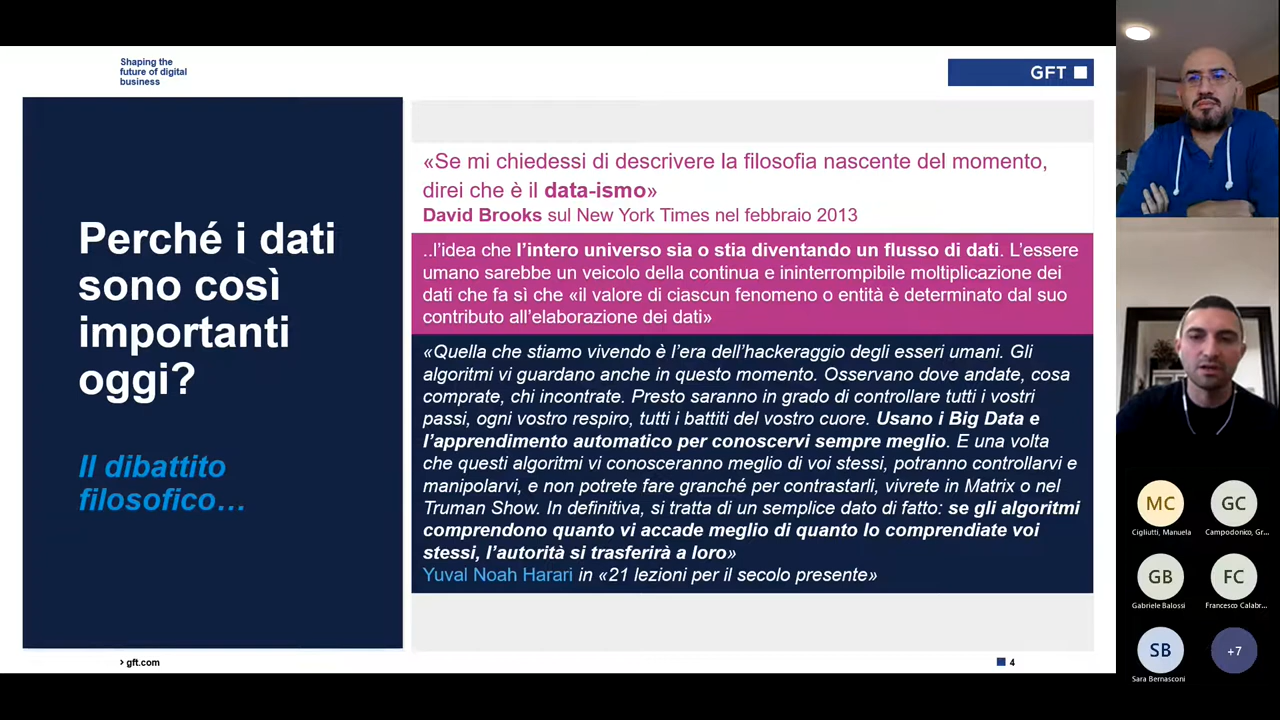 Shaping the
future of digital
business
GFT
Perché i dati
sono così
importanti
oggi?
Il dibattito
filosofico…
«Se mi chiedessi di descrivere la filosofia nascente del momento,
direi che è il data-ismo»
David Brooks sul New York Times nel febbraio 2013
..l’idea che l’intero universo sia o stia diventando un flusso di dati. L’essere
umano sarebbe un veicolo della continua e ininterrompibile moltiplicazione dei
dati che fa sì che «il valore di ciascun fenomeno o entità è determinato dal suo
contributo all’elaborazione dei dati»
«Quella che stiamo vivendo è l’era dell’hackeraggio degli esseri umani. Gli
algoritmi vi guardano anche in questo momento. Osservano dove andate, cosa
comprate, chi incontrate. Presto saranno in grado di controllare tutti i vostri
passi, ogni vostro respiro, tutti i battiti del vostro cuore. Usano i Big Data e
l’apprendimento automatico per conoscervi sempre meglio. E una volta
che questi algoritmi vi conosceranno meglio di voi stessi, potranno controllarvi e
manipolarvi, e non potrete fare granché per contrastarli, vivrete in Matrix o nel
Truman Show. In definitiva, si tratta di un semplice dato di fatto: se gli algoritmi
comprendono quanto vi accade meglio di quanto lo comprendiate voi
stessi, l’autorità si trasferirà a loro»
Yuval Noah Harari in «21 lezioni per il secolo presente»
› gft.com
4
MC
Cigliutti, Manuela
GC
Campodonico, Gr...
GB
Gabriele Balossi
FC
Francesco Calabr...
SB
Sara Bernasconi
+7